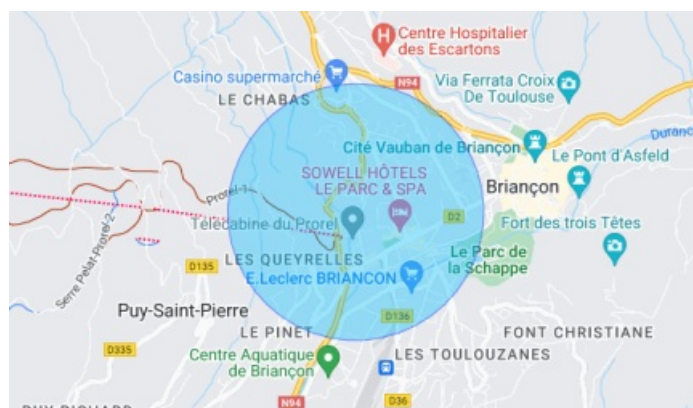 Centre Hospitalier
des Escartons
Casino supermarché
N94
Via Ferrata Croix
De Toulouse
LE CHABAS
Duranc
Cité Vauban de Briançon
Le Pont d'Asfeld
SOWELL HÔTELS
LE PARC & SPA
Briançon
Prorel-1
D2
Télécabine du Prorel
Fort des trois Têtes
Serre Pelat-Prorel-2
LES QUEYRELLES
Le Parc de
la Schappe
D135
E.Leclerc BRIANCON
Puy-Saint-Pierre
D136
LE PINET
FONT CHRISTIANE
D335
Centre Aquatique
de Briançon
LES TOULOUZANES
N94
D36
PUY RICHARD